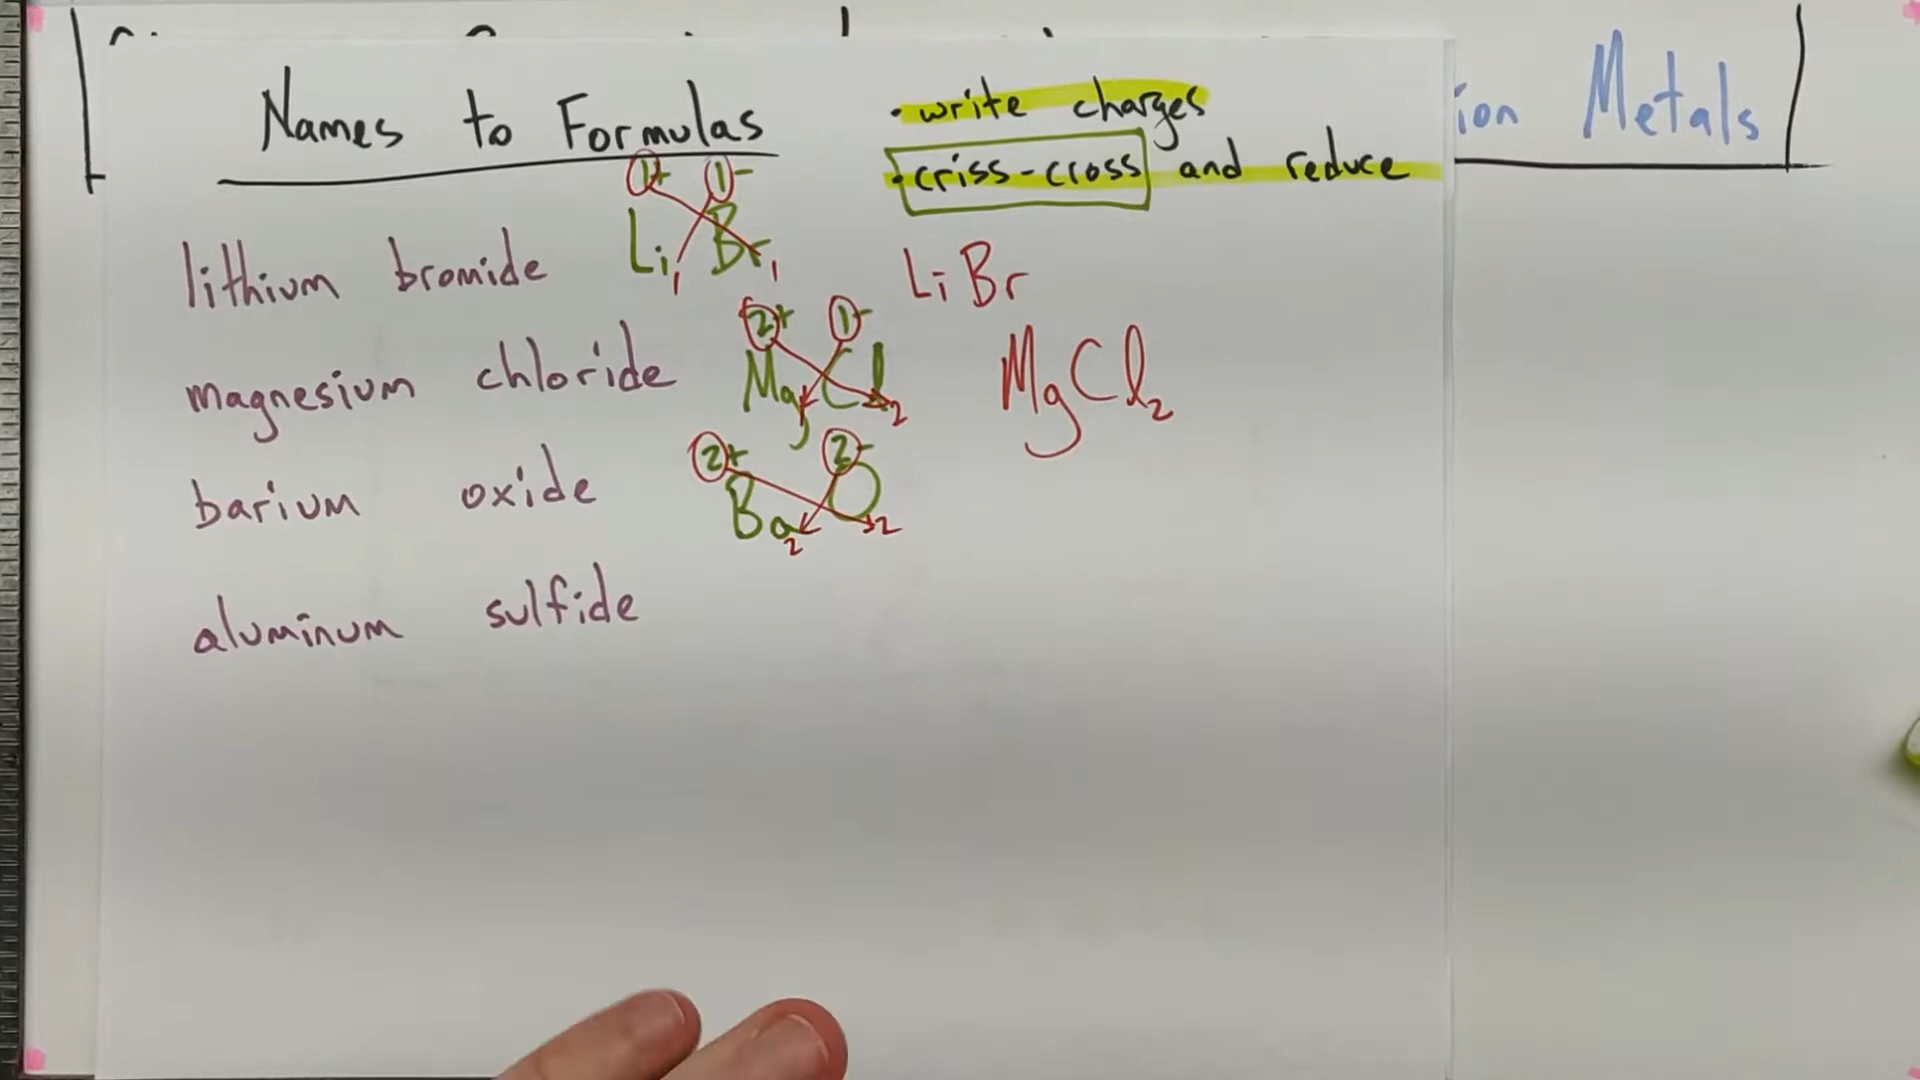 Names to Formulas
• write charges
• criss-cross and reduce
ion Metals
lithium bromide 1+ 1- Li1 Br1 LiBr
magnesium chloride 2+ 1- Mg Cl2 MgCl2
barium oxide 2+ 2- Ba2 O2
aluminum sulfide